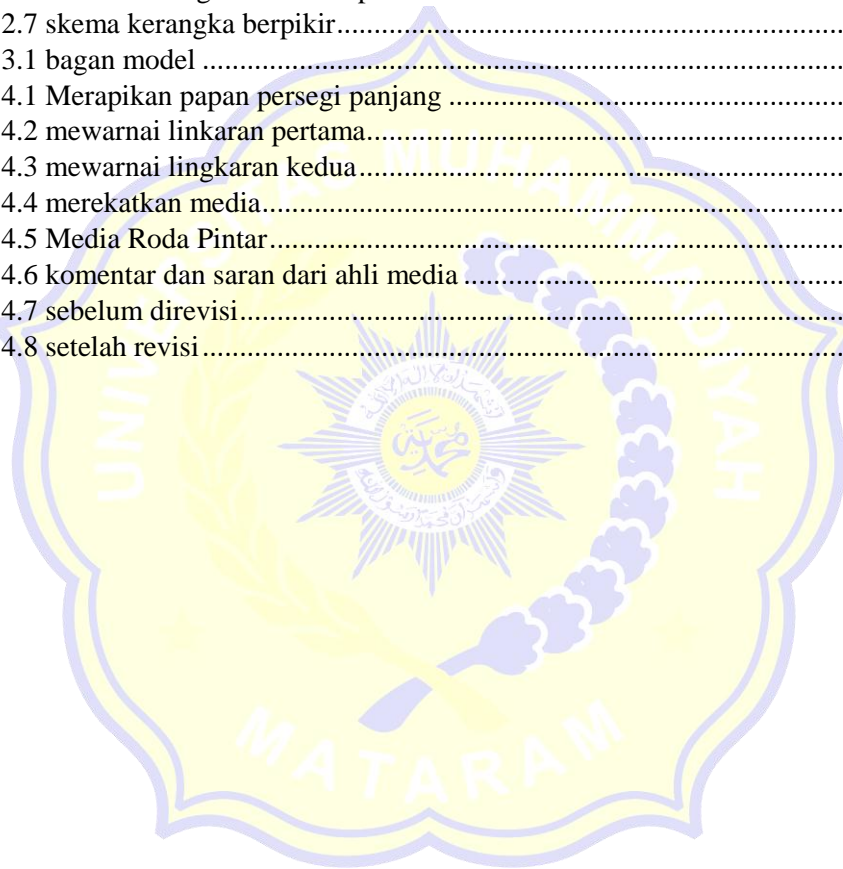 2.7 skema kerangka berpikir
3.1 bagan model
4.1 Merapikan papan persegi panjang
4.2 mewarnai linkaran pertama
4.3 mewarnai lingkaran kedua
4.4 merekatkan media
4.5 Media Roda Pintar
4.6 komentar dan saran dari ahli media
4.7 sebelum direvisi
4.8 setelah revisi
UNIVERSITAS MUHAMMADIYAH
MATARAM